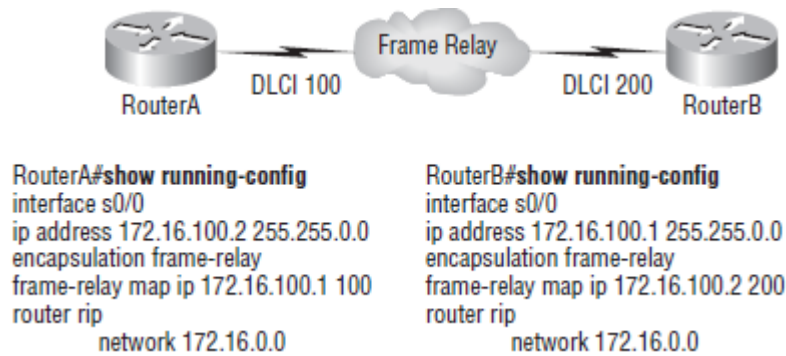 Frame Relay
DLCI 100
DLCI 200
RouterA
RouterB
RouterA#show running-config
interface s0/0
ip address 172.16.100.2 255.255.0.0
encapsulation frame-relay
frame-relay map ip 172.16.100.1 100
router rip
network 172.16.0.0
RouterB#show running-config
interface s0/0
ip address 172.16.100.1 255.255.0.0
encapsulation frame-relay
frame-relay map ip 172.16.100.2 200
router rip
network 172.16.0.0